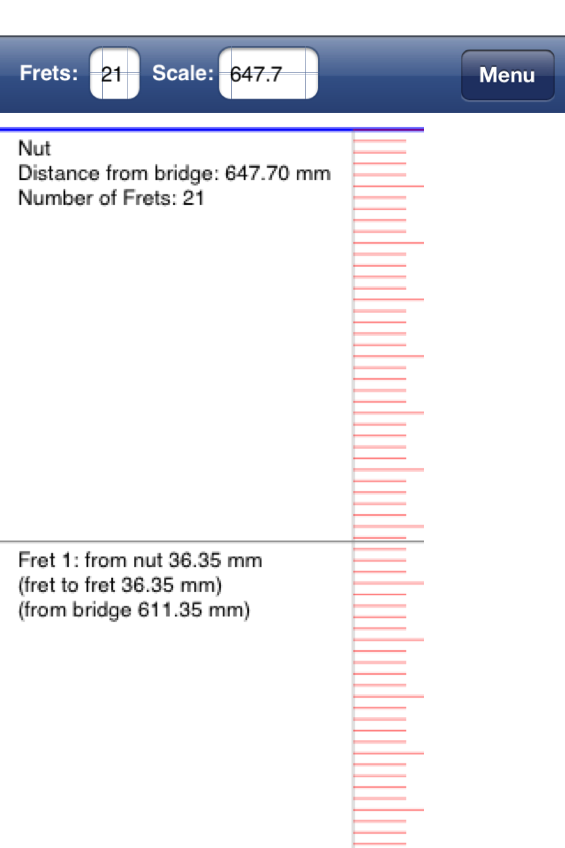 Frets: 21 Scale: 647.7 Menu
Nut
Distance from bridge: 647.70 mm
Number of Frets: 21
Fret 1: from nut 36.35 mm
(fret to fret 36.35 mm)
(from bridge 611.35 mm)